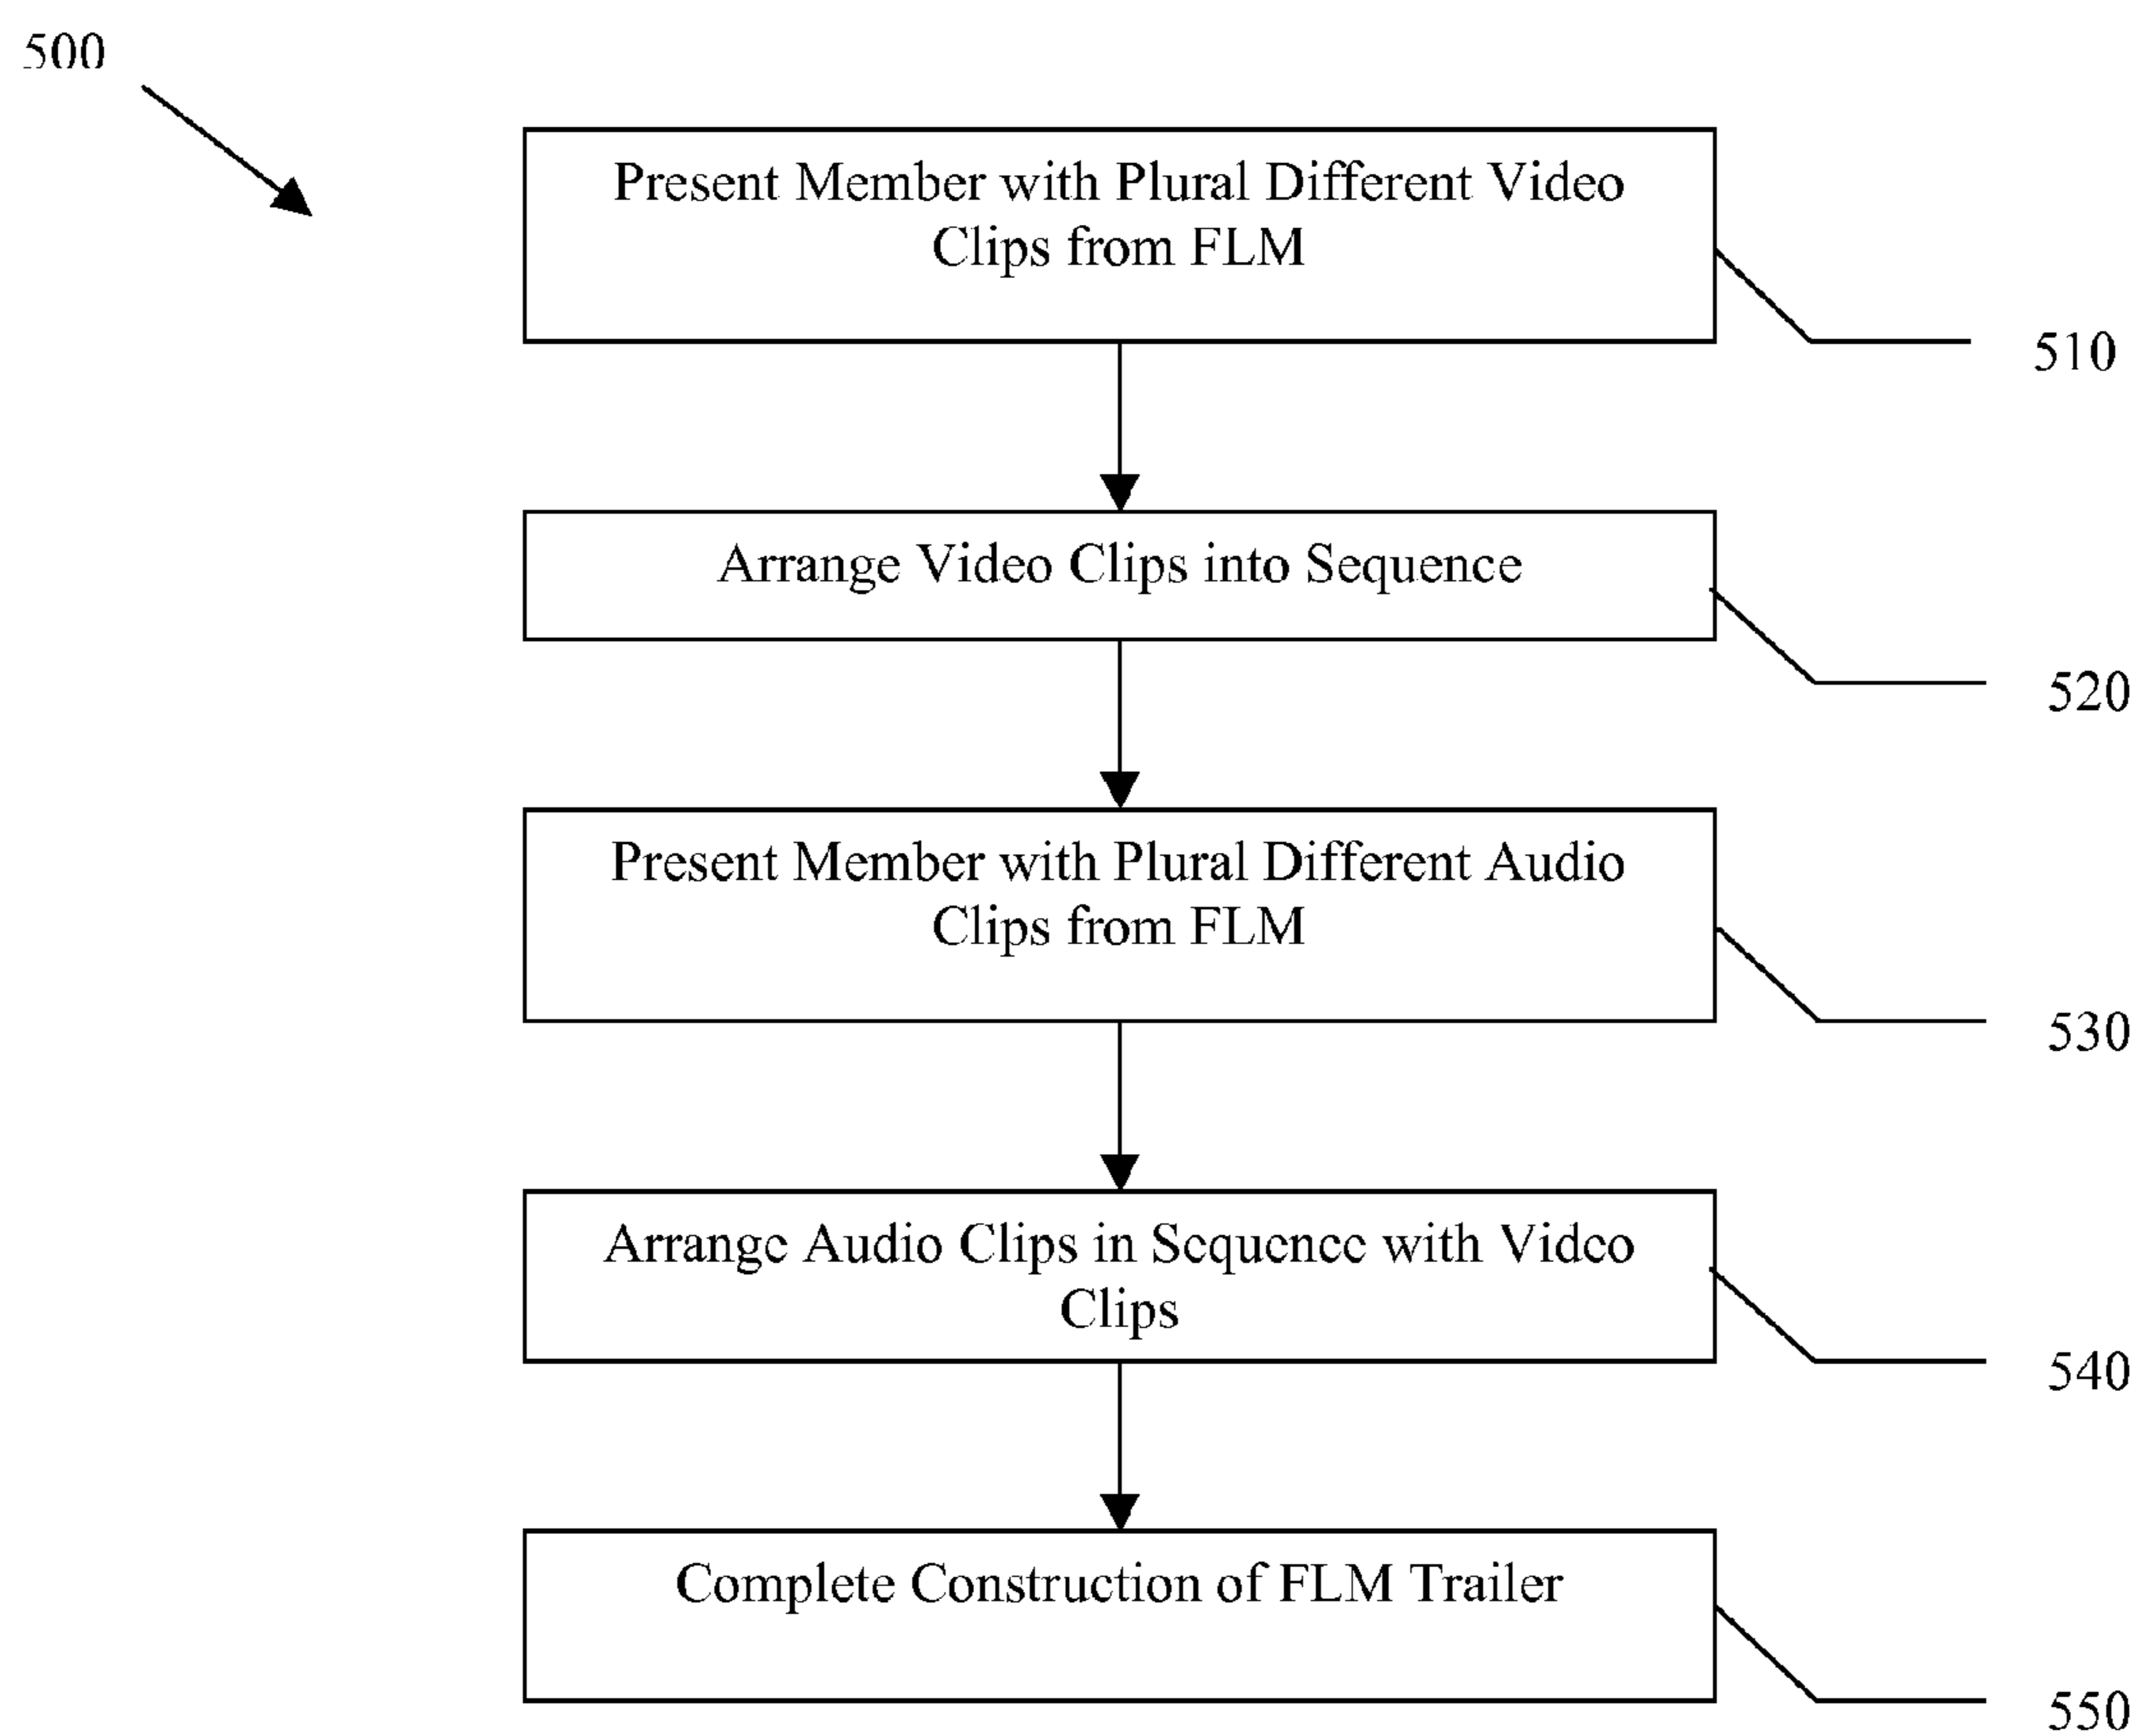 500
Present Member with Plural Different Video
Clips from FLM
510
Arrange Video Clips into Sequence
520
Present Member with Plural Different Audio
Clips from FLM
530
Arrange Audio Clips in Sequence with Video
Clips
540
Complete Construction of FLM Trailer
550